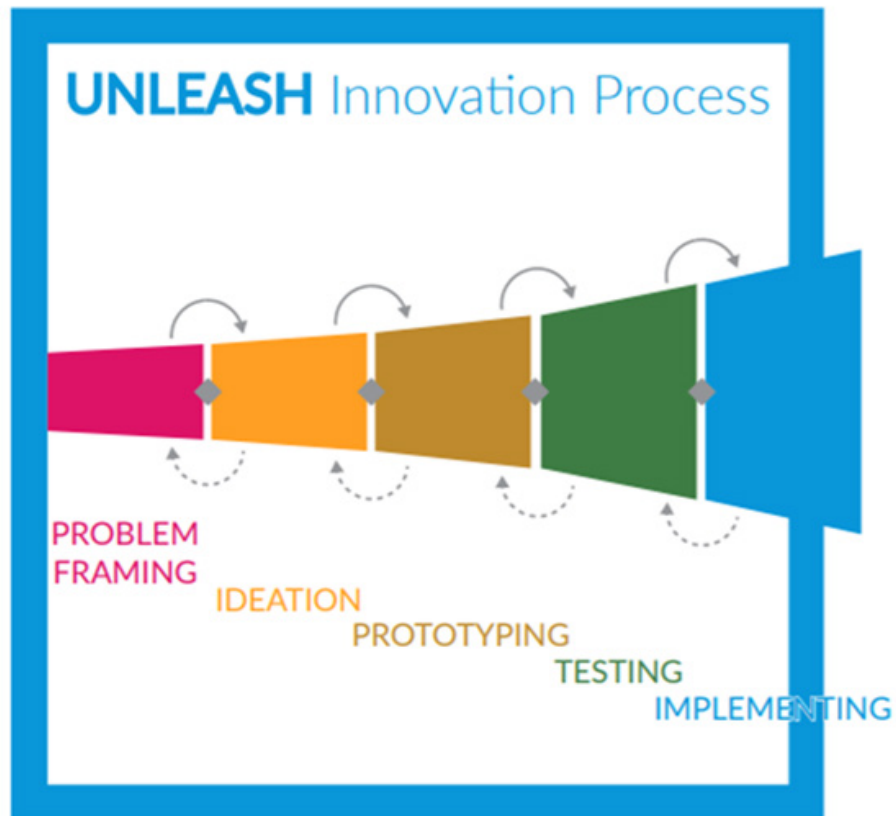 UNLEASH Innovation Process
PROBLEM
FRAMING
IDEATION
PROTOTYPING
TESTING
IMPLEMENTING